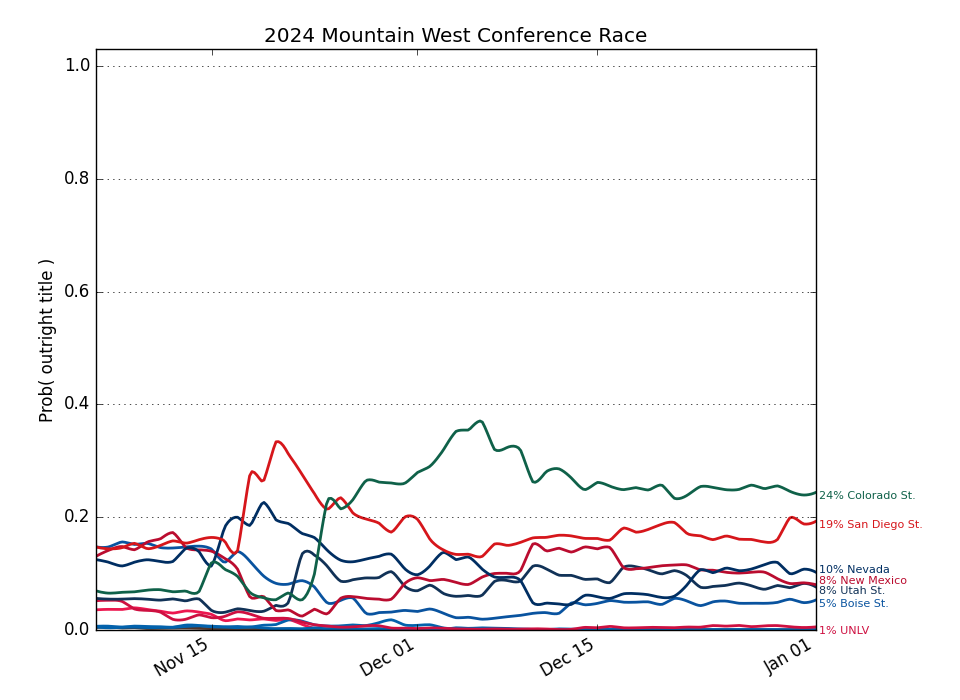 2024 Mountain West Conference Race
Prob( outright title )
1.0
0.8
0.6
0.4
0.2
0.0
Nov 15
Dec 01
Dec 15
Jan 01
24% Colorado St.
19% San Diego St.
10% Nevada
8% New Mexico
8% Utah St.
5% Boise St.
1% UNLV